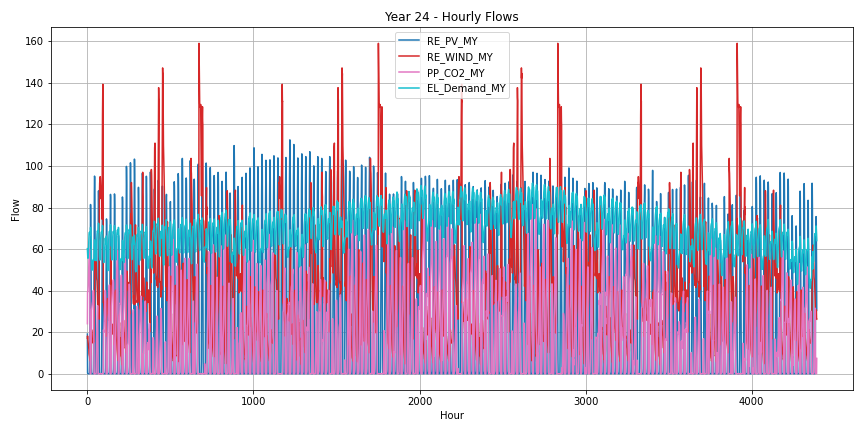 Year 24 - Hourly Flows
RE_PV_MY
RE_WIND_MY
PP_CO2_MY
EL_Demand_MY
160
140
120
100
80
60
40
20
0
Flow
0 1000 2000 3000 4000
Hour